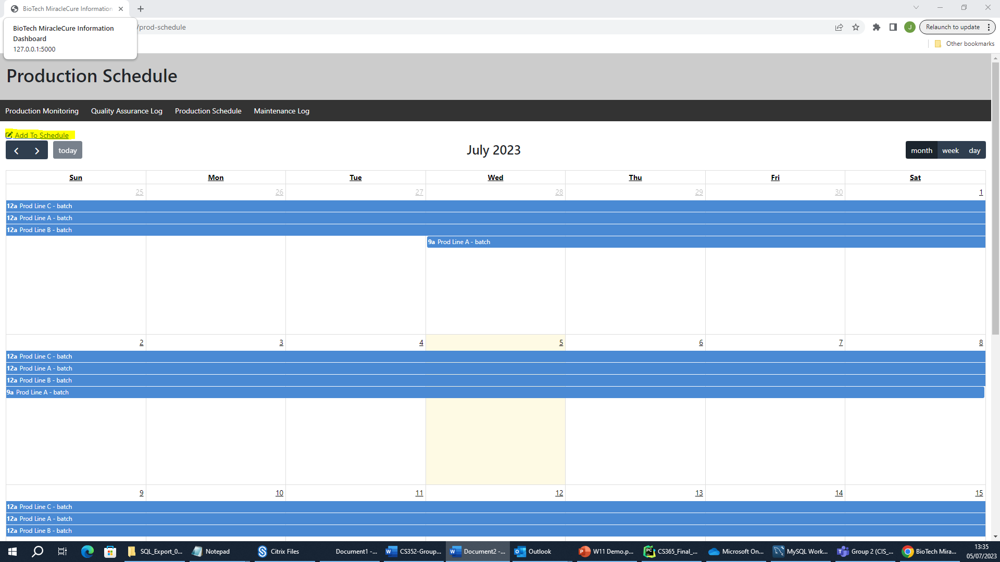 BioTech MiracleCure Information
BioTech MiracleCure Information
Dashboard
127.0.0.1:5000
/prod-schedule
J
Relaunch to update
Other bookmarks
Production Schedule
Production Monitoring Quality Assurance Log Production Schedule Maintenance Log
Add To Schedule
today
July 2023
month week day
Sun Mon Tue Wed Thu Fri Sat
25 26 27 28 29 30 1
12a Prod Line C - batch
12a Prod Line A - batch
12a Prod Line B - batch
9a Prod Line A - batch
2 3 4 5 6 7 8
12a Prod Line C - batch
12a Prod Line A - batch
12a Prod Line B - batch
9a Prod Line A - batch
9 10 11 12 13 14 15
12a Prod Line C - batch
12a Prod Line A - batch
12a Prod Line B - batch
SQL_Export_0... Notepad Citrix Files Document1 -... CS352-Group... Document2 -... Outlook W11 Demo.p... CS365_Final_... Microsoft On... MySQL Work... Group 2 (CIS_... BioTech Mira...
13:35
05/07/2023